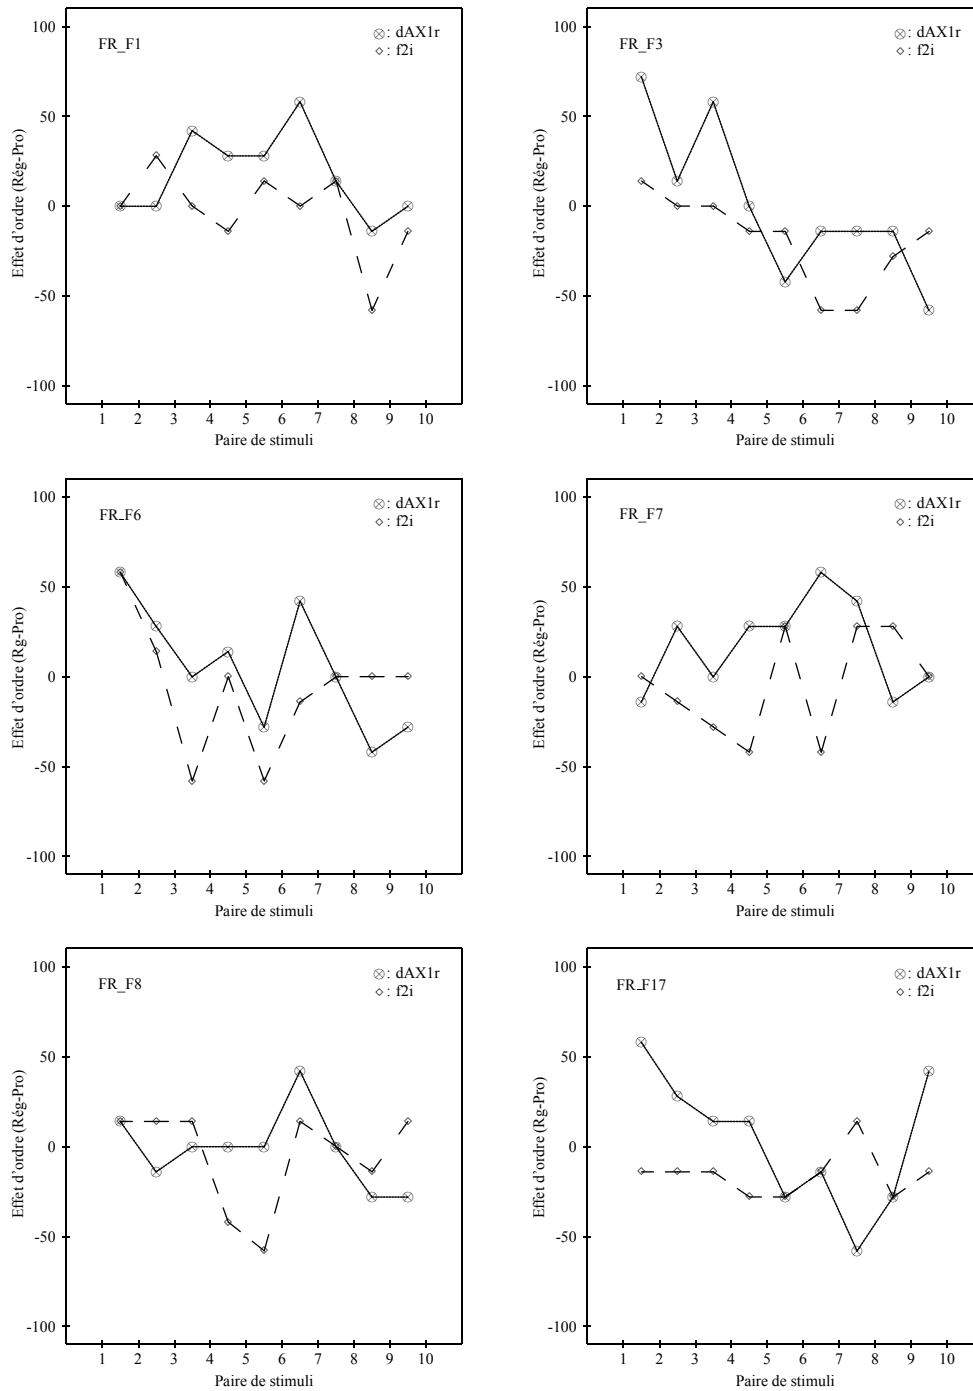 FR_F1
⊗: dAX1r
◇: f2i
Effet d'ordre (Rég-Pro)
100
50
0
-50
-100
1 2 3 4 5 6 7 8 9 10
Paire de stimuli
FR_F3
⊗: dAX1r
◇: f2i
Effet d'ordre (Rég-Pro)
100
50
0
-50
-100
1 2 3 4 5 6 7 8 9 10
Paire de stimuli
FR_F6
⊗: dAX1r
◇: f2i
Effet d'ordre (Rg-Pro)
100
50
0
-50
-100
1 2 3 4 5 6 7 8 9 10
Paire de stimuli
FR_F7
⊗: dAX1r
◇: f2i
Effet d'ordre (Rég-Pro)
100
50
0
-50
-100
1 2 3 4 5 6 7 8 9 10
Paire de stimuli
FR_F8
⊗: dAX1r
◇: f2i
Effet d'ordre (Rég-Pro)
100
50
0
-50
-100
1 2 3 4 5 6 7 8 9 10
Paire de stimuli
FR_F17
⊗: dAX1r
◇: f2i
Effet d'ordre (Rg-Pro)
100
50
0
-50
-100
1 2 3 4 5 6 7 8 9 10
Paire de stimuli